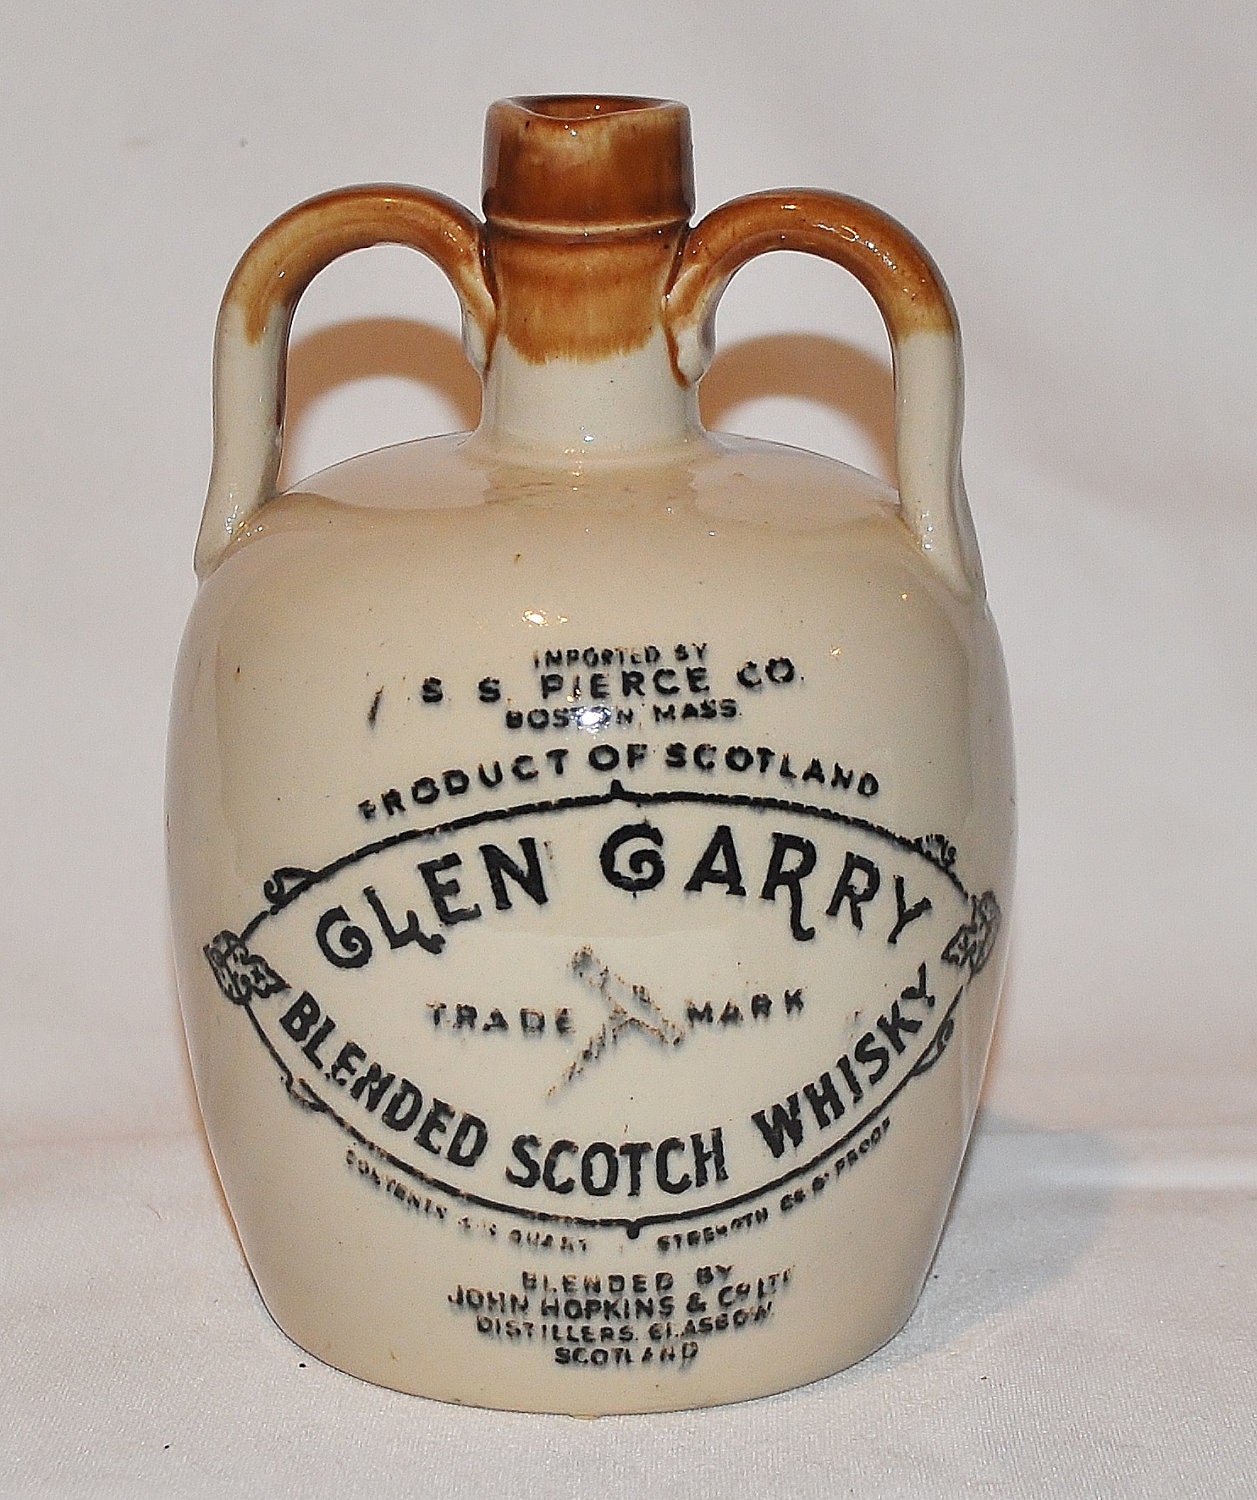 IMPORTED BY
S. S. PIERCE CO.
BOSTON, MASS.
PRODUCT OF SCOTLAND
GLEN GARRY
TRADE MARK
BLENDED SCOTCH WHISKY
CONTENTS QUART STRENGTH PROOF
BLENDED BY
JOHN HOPKINS & CO LTD
DISTILLERS. GLASGOW
SCOTLAND